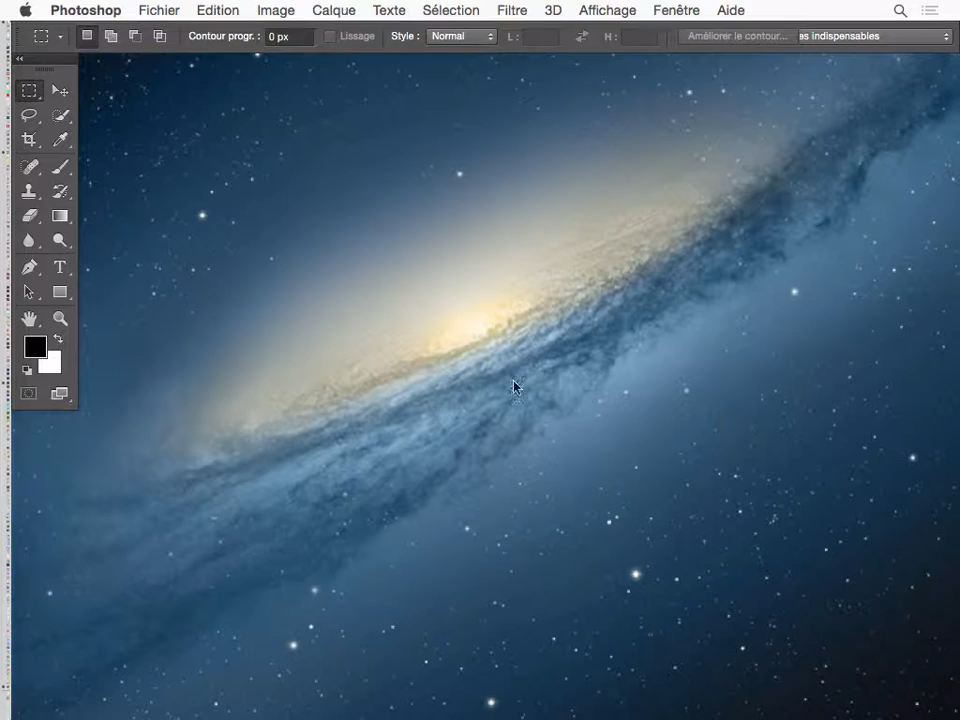 Photoshop Fichier Edition Image Calque Texte Sélection Filtre 3D Affichage Fenêtre Aide
Contour progr. : 0 px Lissage Style : Normal L : H : Améliorer le contour... es indispensables
T